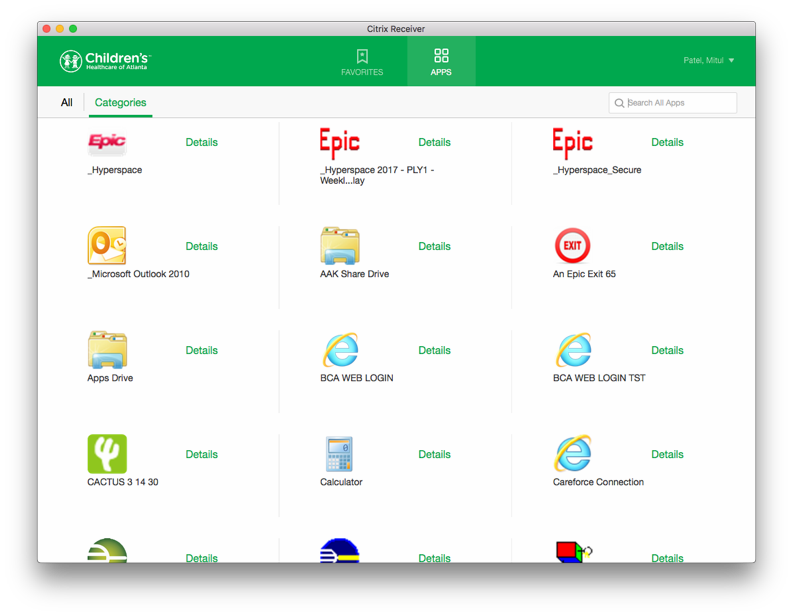 Citrix Receiver
Children's
Healthcare of Atlanta
FAVORITES
APPS
Patel, Mitul
All
Categories
Search All Apps
Epic
Details
_Hyperspace
Epic
Details
_Hyperspace 2017 - PLY1 -
Weekl...lay
Epic
Details
_Hyperspace_Secure
Details
_Microsoft Outlook 2010
Details
AAK Share Drive
EXIT
Details
An Epic Exit 65
Details
Apps Drive
Details
BCA WEB LOGIN
Details
BCA WEB LOGIN TST
Details
CACTUS 3 14 30
Details
Calculator
Details
Careforce Connection
Details
Details
Details